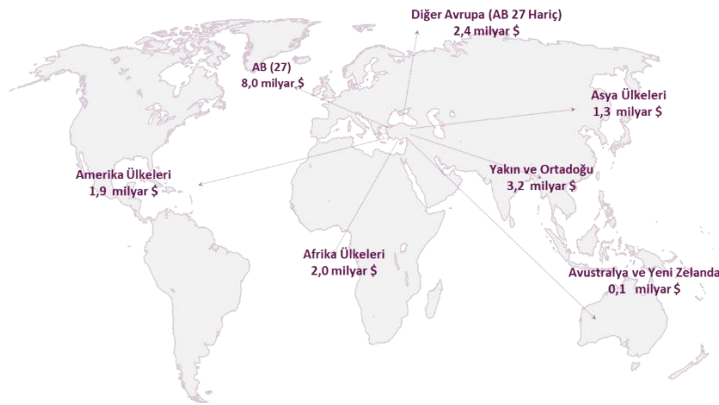 Diğer Avrupa (AB 27 Hariç)
2,4 milyar $
AB (27)
8,0 milyar $
Asya Ülkeleri
1,3 milyar $
Amerika Ülkeleri
1,9 milyar $
Yakın ve Ortadoğu
3,2 milyar $
Afrika Ülkeleri
2,0 milyar $
Avustralya ve Yeni Zelanda
0,1 milyar $